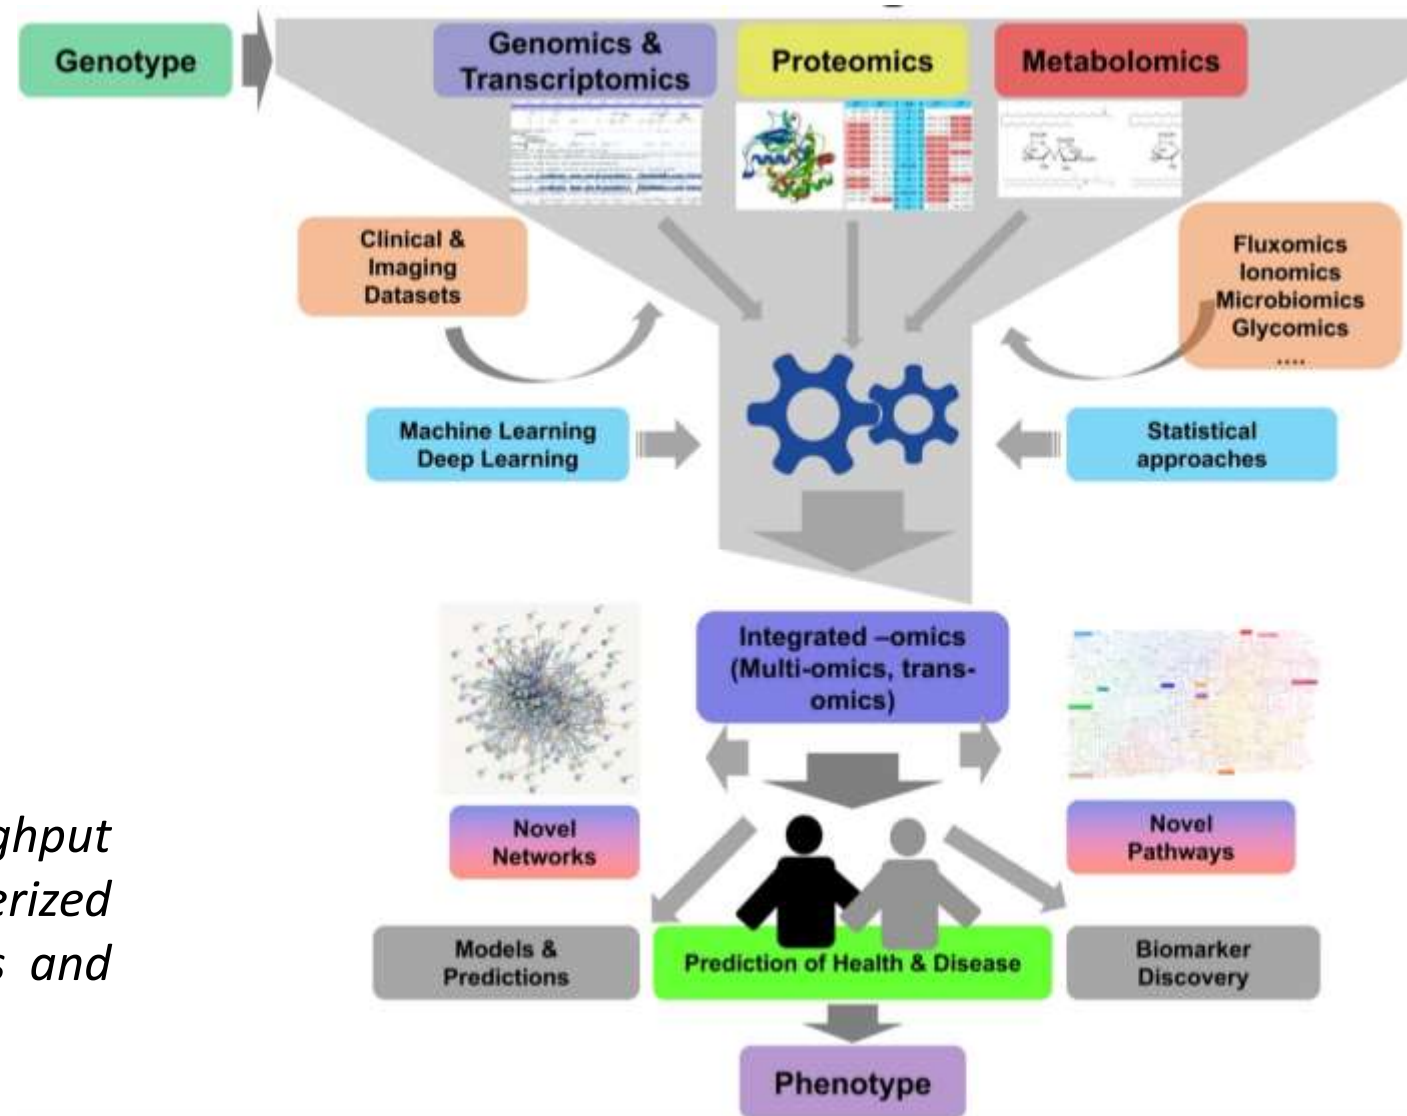 Genotype
Genomics &
Transcriptomics
Proteomics
Metabolomics
Clinical &
Imaging
Datasets
Fluxomics
Ionomics
Microbiomics
Glycomics
....
Machine Learning
Deep Learning
Statistical
approaches
Integrated –omics
(Multi-omics, trans-
omics)
Novel
Networks
Novel
Pathways
ghput
erized
s and
Models &
Predictions
Prediction of Health & Disease
Biomarker
Discovery
Phenotype